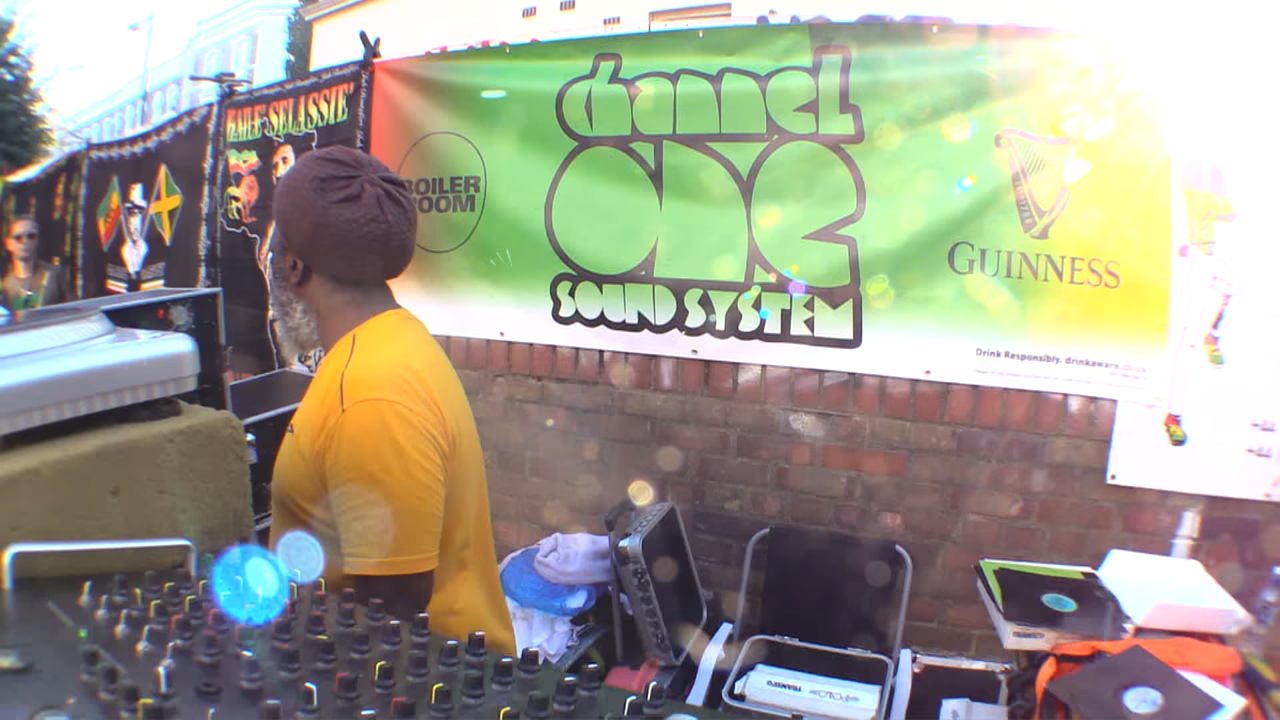 HAILE SELASSIE'
BOILER
ROOM
channel
ONE
SOUND SYSTEM
GUINNESS
Drink Responsibly. drinkaware.co.uk